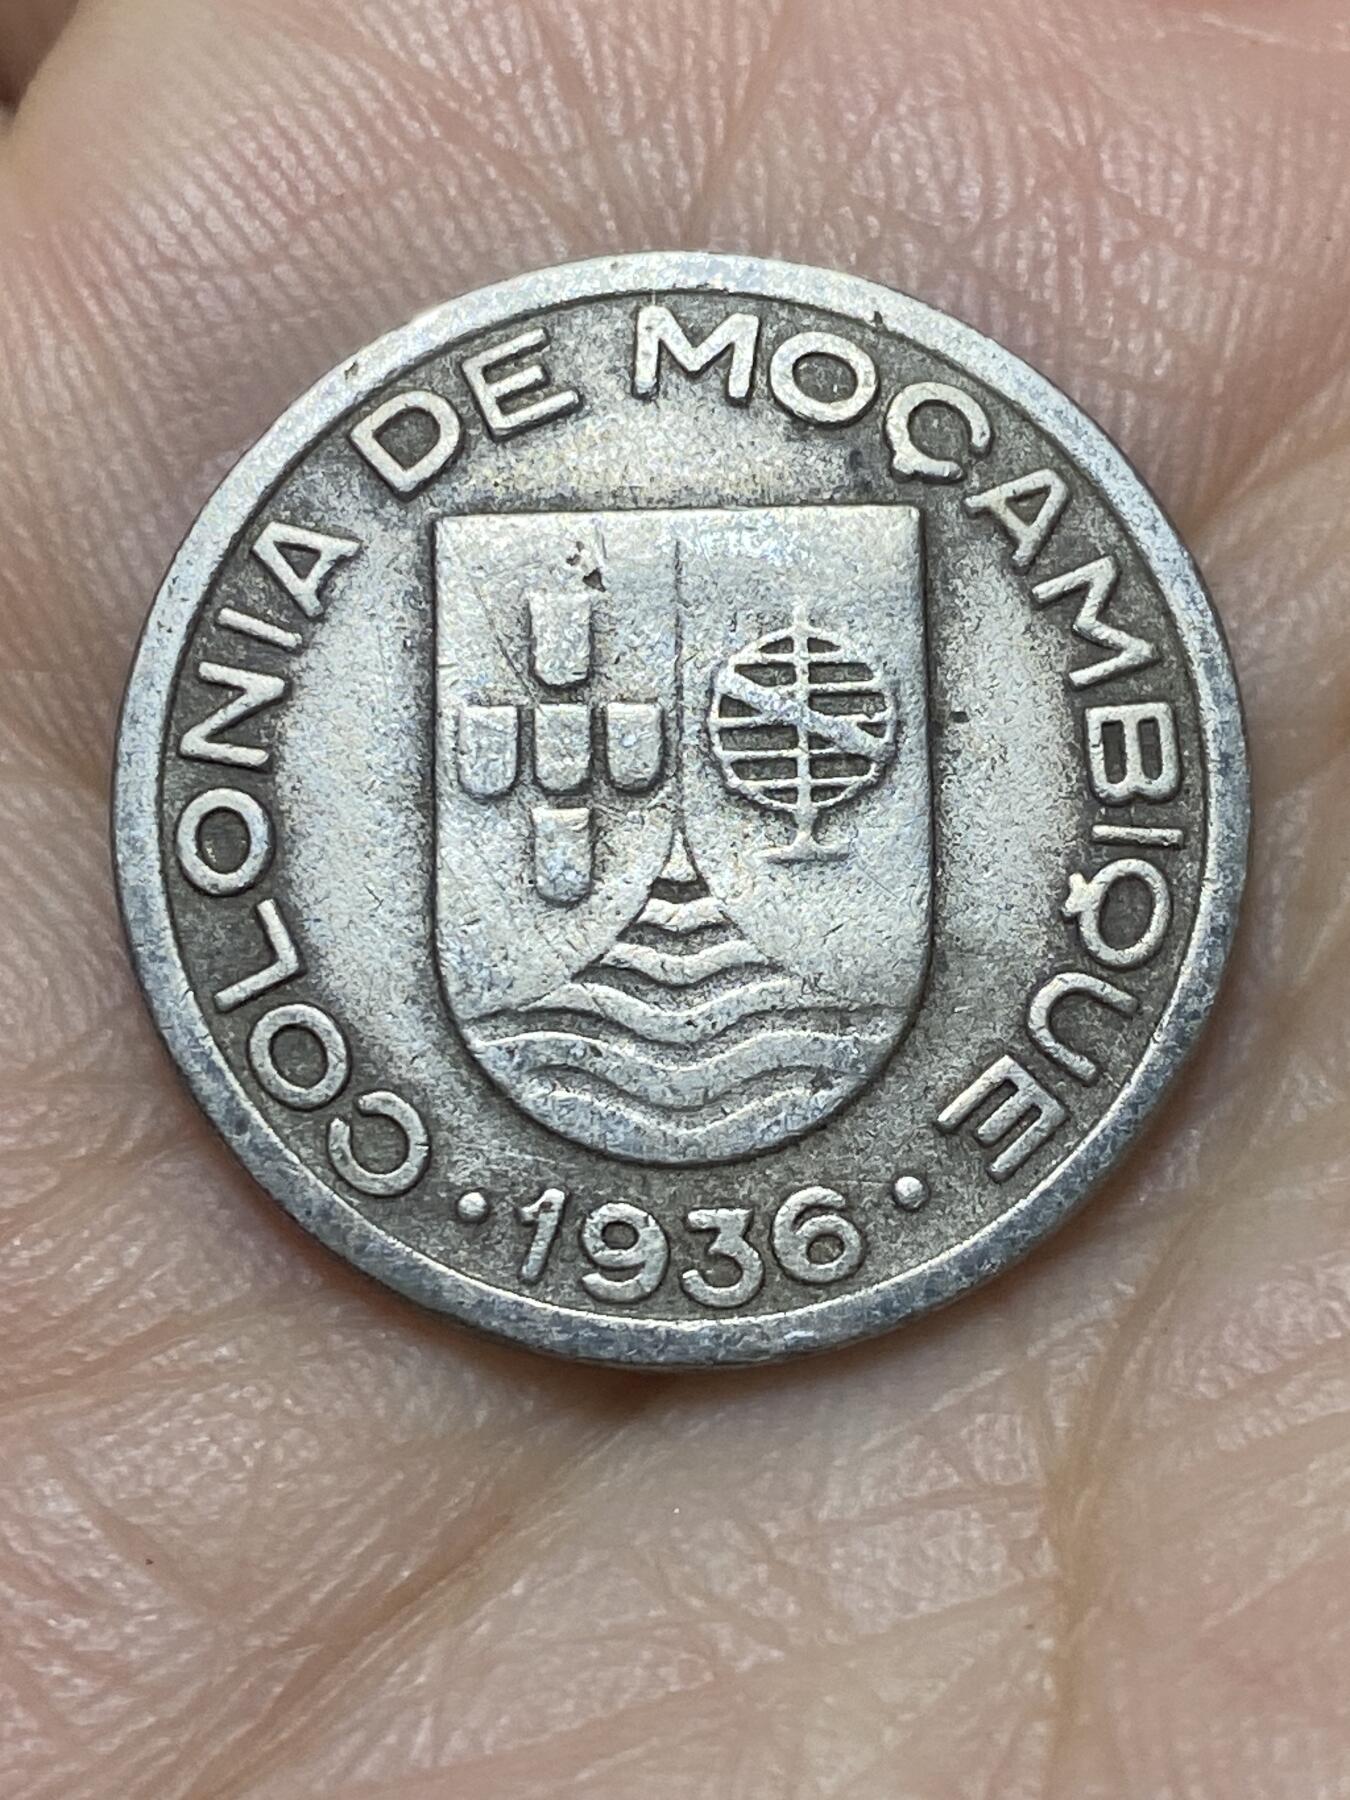 COLONIA DE MOÇAMBIQUE
• 1936 •